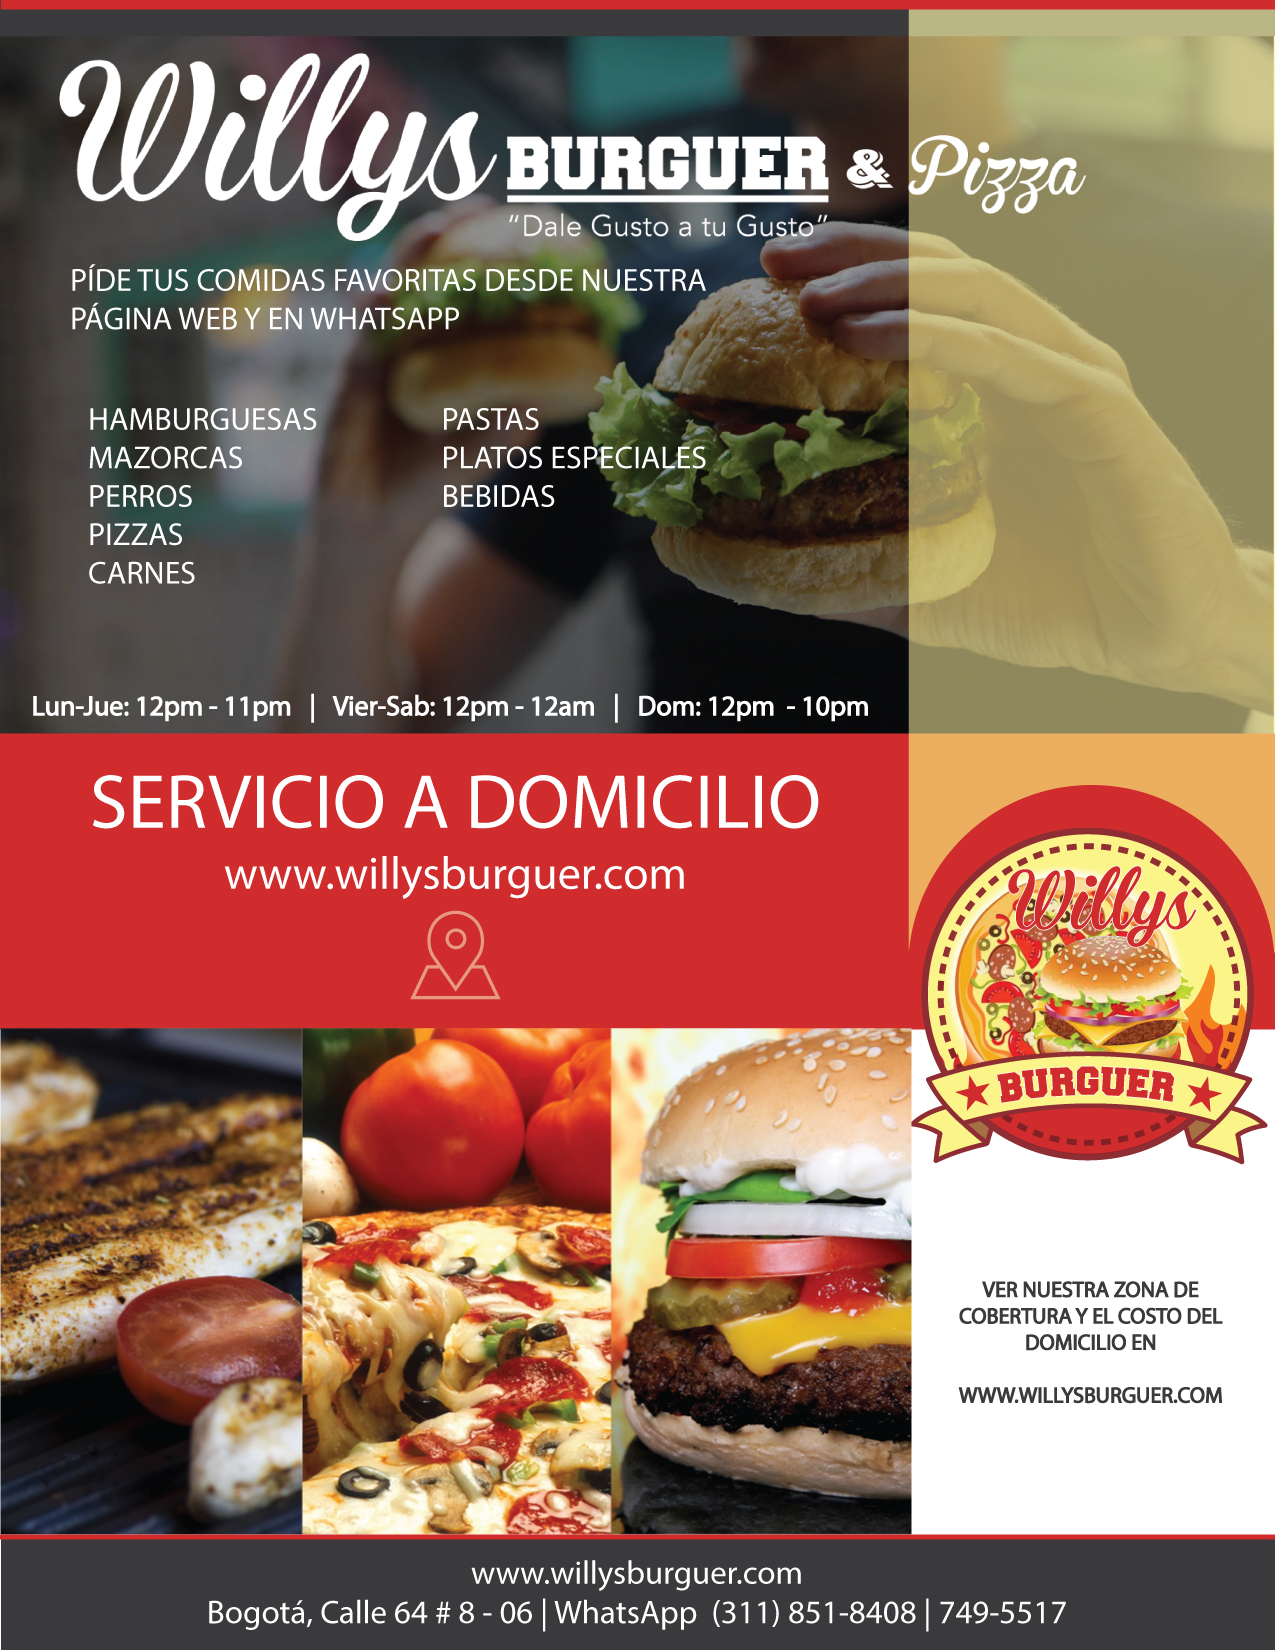 Willys BURGUER & Pizza
“Dale Gusto a tu Gusto”
PÍDE TUS COMIDAS FAVORITAS DESDE NUESTRA
PÁGINA WEB Y EN WHATSAPP
HAMBURGUESAS
MAZORCAS
PERROS
PIZZAS
CARNES
PASTAS
PLATOS ESPECIALES
BEBIDAS
Lun-Jue: 12pm - 11pm | Vier-Sab: 12pm - 12am | Dom: 12pm - 10pm
SERVICIO A DOMICILIO
www.willysburguer.com
Willys
BURGUER
VER NUESTRA ZONA DE
COBERTURA Y EL COSTO DEL
DOMICILIO EN
WWW.WILLYSBURGUER.COM
www.willysburguer.com
Bogotá, Calle 64 # 8 - 06 | WhatsApp (311) 851-8408 | 749-5517